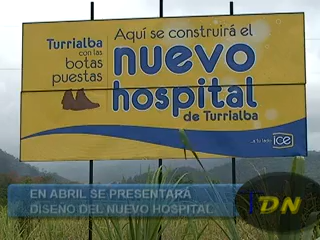 Aquí se construirá el
nuevo
hospital
de Turrialba
Turrialba
con las
botas
puestas
ice
EN ABRIL SE PRESENTARÁ
DISEÑO DEL NUEVO HOSPITAL
DN